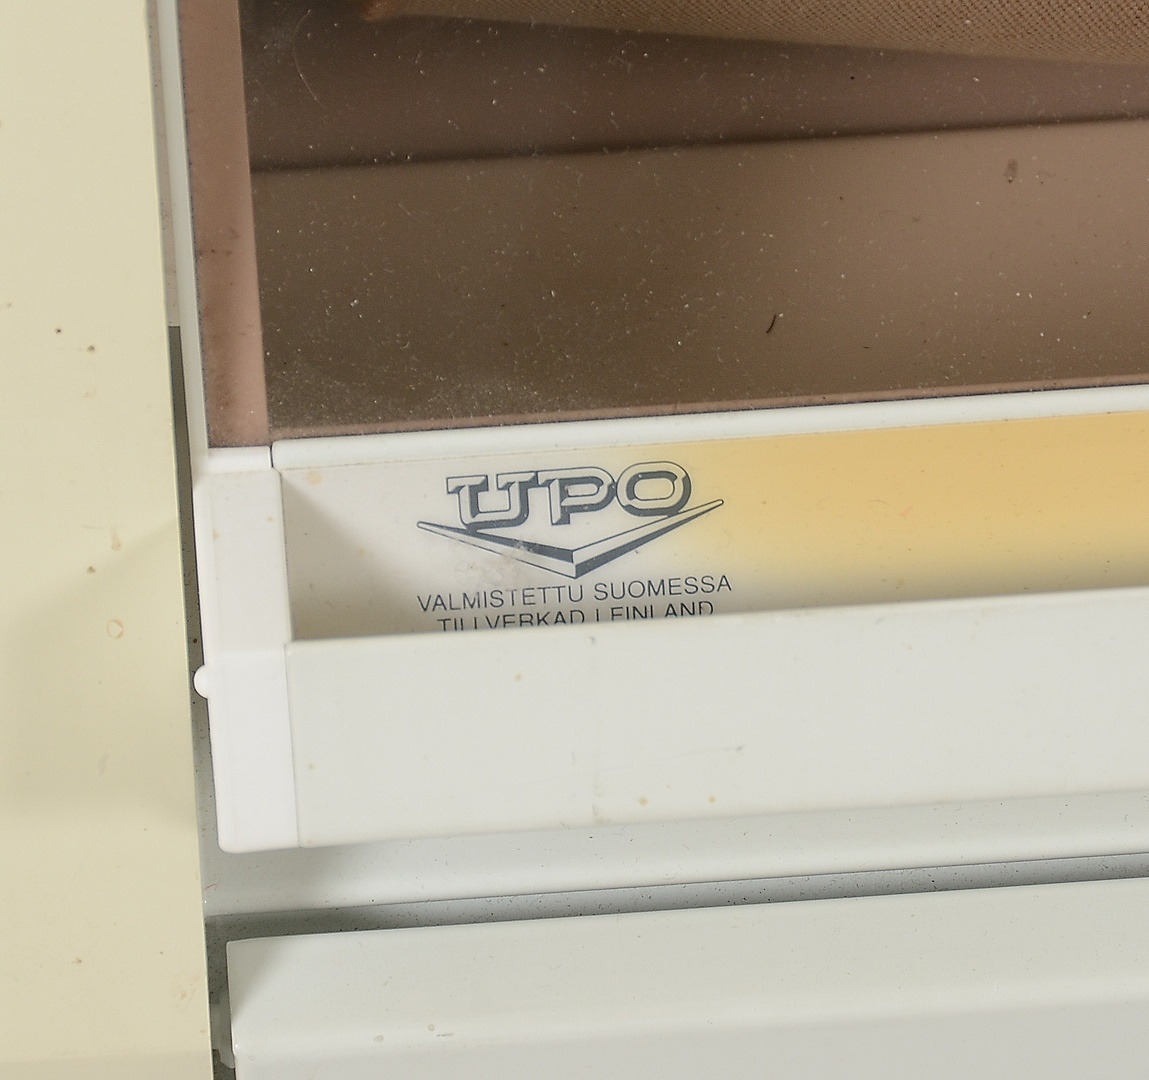 UPO
VALMISTETTU SUOMESSA
TILLVERKAD I FINLAND